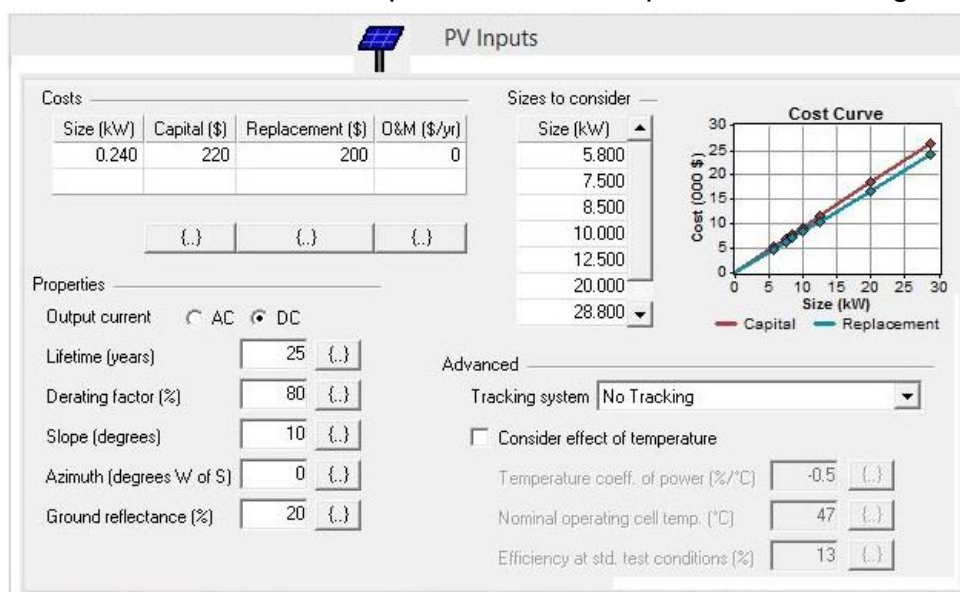 PV Inputs
Costs
Size (kW) Capital ($) Replacement ($) O&M ($/yr)
0.240 220 200 0
{..} {..} {..}
Sizes to consider
Size (kW)
5.800
7.500
8.500
10.000
12.500
20.000
28.800
Cost Curve
Cost (000 $)
30
25
20
15
10
5
0
0 5 10 15 20 25 30
Size (kW)
Capital Replacement
Properties
Output current AC DC
Lifetime (years) 25 {..}
Derating factor (%) 80 {..}
Slope (degrees) 10 {..}
Azimuth (degrees W of S) 0 {..}
Ground reflectance (%) 20 {..}
Advanced
Tracking system No Tracking
Consider effect of temperature
Temperature coeff. of power (%/°C) -0.5 {..}
Nominal operating cell temp. (°C) 47 {..}
Efficiency at std. test conditions (%) 13 {..}